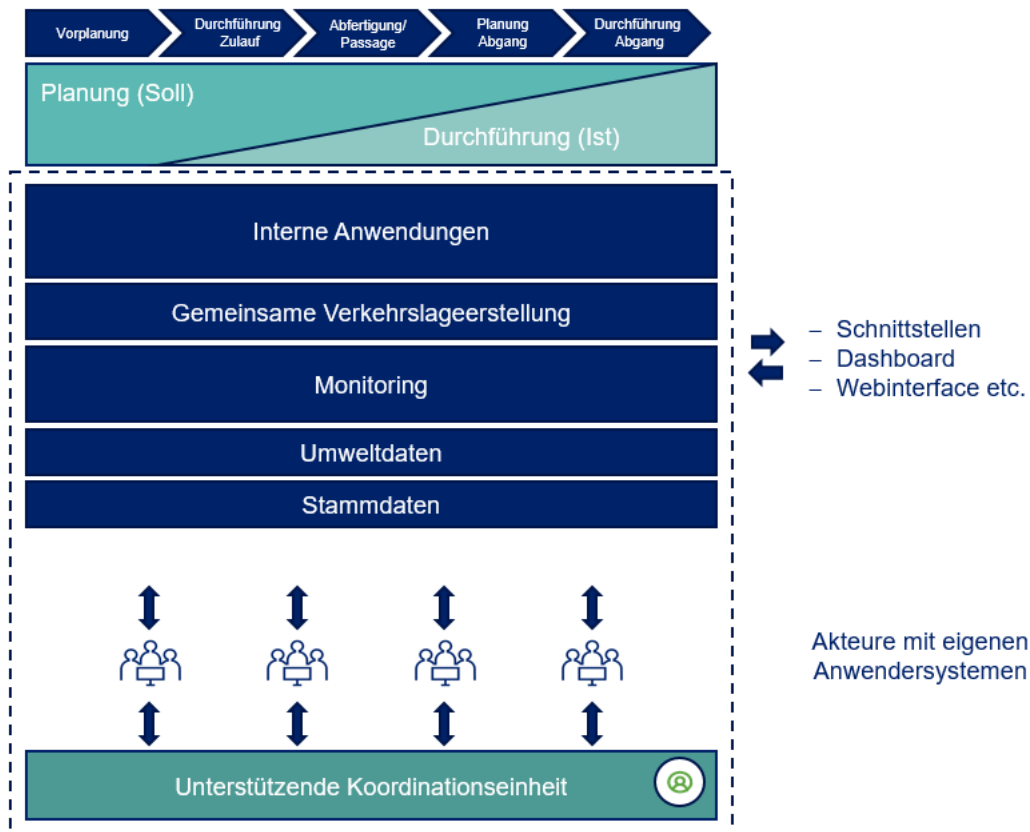 Vorplanung
Durchführung
Zulauf
Abfertigung/
Passage
Planung
Abgang
Durchführung
Abgang
Planung (Soll)
Durchführung (Ist)
Interne Anwendungen
Gemeinsame Verkehrslageerstellung
Monitoring
Umweltdaten
Stammdaten
– Schnittstellen
– Dashboard
– Webinterface etc.
Akteure mit eigenen
Anwendersystemen
Unterstützende Koordinationseinheit